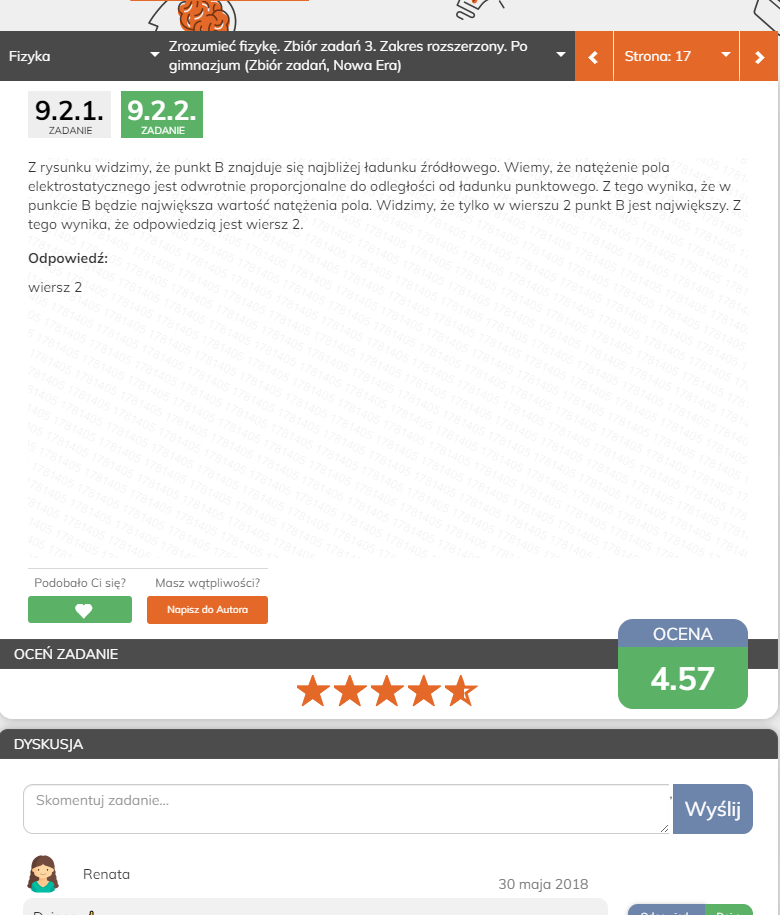 Fizyka
Zrozumieć fizykę. Zbiór zadań 3. Zakres rozszerzony. Po
gimnazjum (Zbiór zadań, Nowa Era)
Strona: 17
9.2.1.
ZADANIE
9.2.2.
ZADANIE
Z rysunku widzimy, że punkt B znajduje się najbliżej ładunku źródłowego. Wiemy, że natężenie pola
elektrostatycznego jest odwrotnie proporcjonalne do odległości od ładunku punktowego. Z tego wynika, że w
punkcie B będzie największa wartość natężenia pola. Widzimy, że tylko w wierszu 2 punkt B jest największy. Z
tego wynika, że odpowiedzią jest wiersz 2.
Odpowiedź:
wiersz 2
Podobało Ci się?
Masz wątpliwości?
Napisz do Autora
OCEŃ ZADANIE
OCENA
4.57
DYSKUSJA
Skomentuj zadanie...
Wyślij
Renata
30 maja 2018